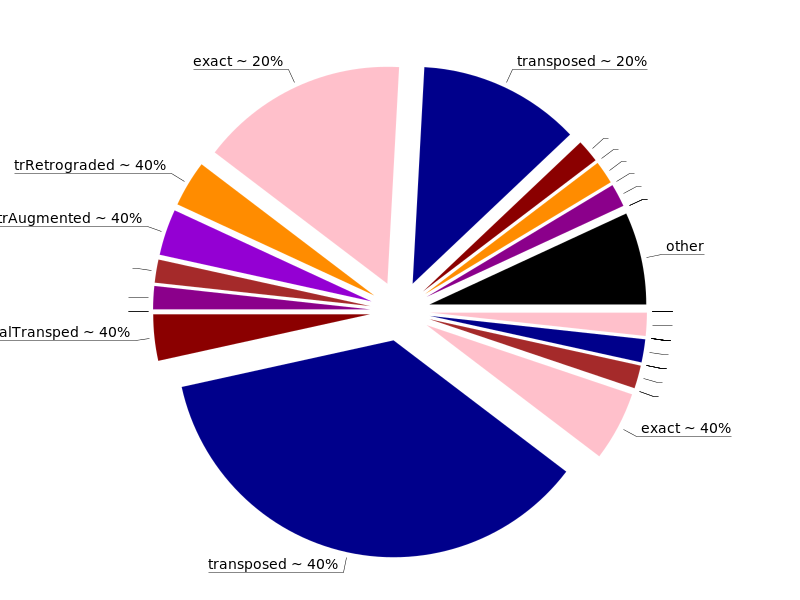 exact ~ 20%
transposed ~ 20%
trRetrograded ~ 40%
trAugmented ~ 40%
other
alTransped ~ 40%
exact ~ 40%
transposed ~ 40%